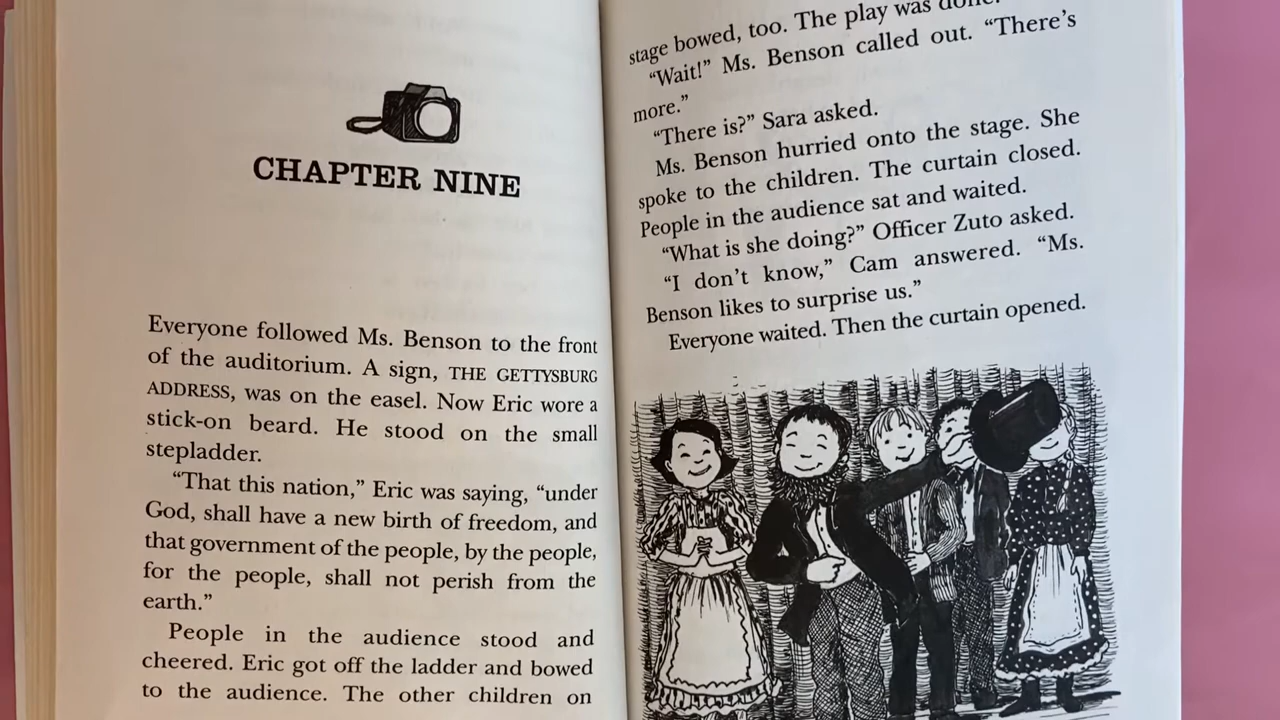 CHAPTER NINE
Everyone followed Ms. Benson to the front
of the auditorium. A sign, THE GETTYSBURG
ADDRESS, was on the easel. Now Eric wore a
stick-on beard. He stood on the small
stepladder.
“That this nation,” Eric was saying, “under
God, shall have a new birth of freedom, and
that government of the people, by the people,
for the people, shall not perish from the
earth.”
People in the audience stood and
cheered. Eric got off the ladder and bowed
to the audience. The other children on
stage bowed, too. The play was done.
“Wait!” Ms. Benson called out. “There’s
more.”
“There is?” Sara asked.
Ms. Benson hurried onto the stage. She
spoke to the children. The curtain closed.
People in the audience sat and waited.
“What is she doing?” Officer Zuto asked.
“I don’t know,” Cam answered. “Ms.
Benson likes to surprise us.”
Everyone waited. Then the curtain opened.